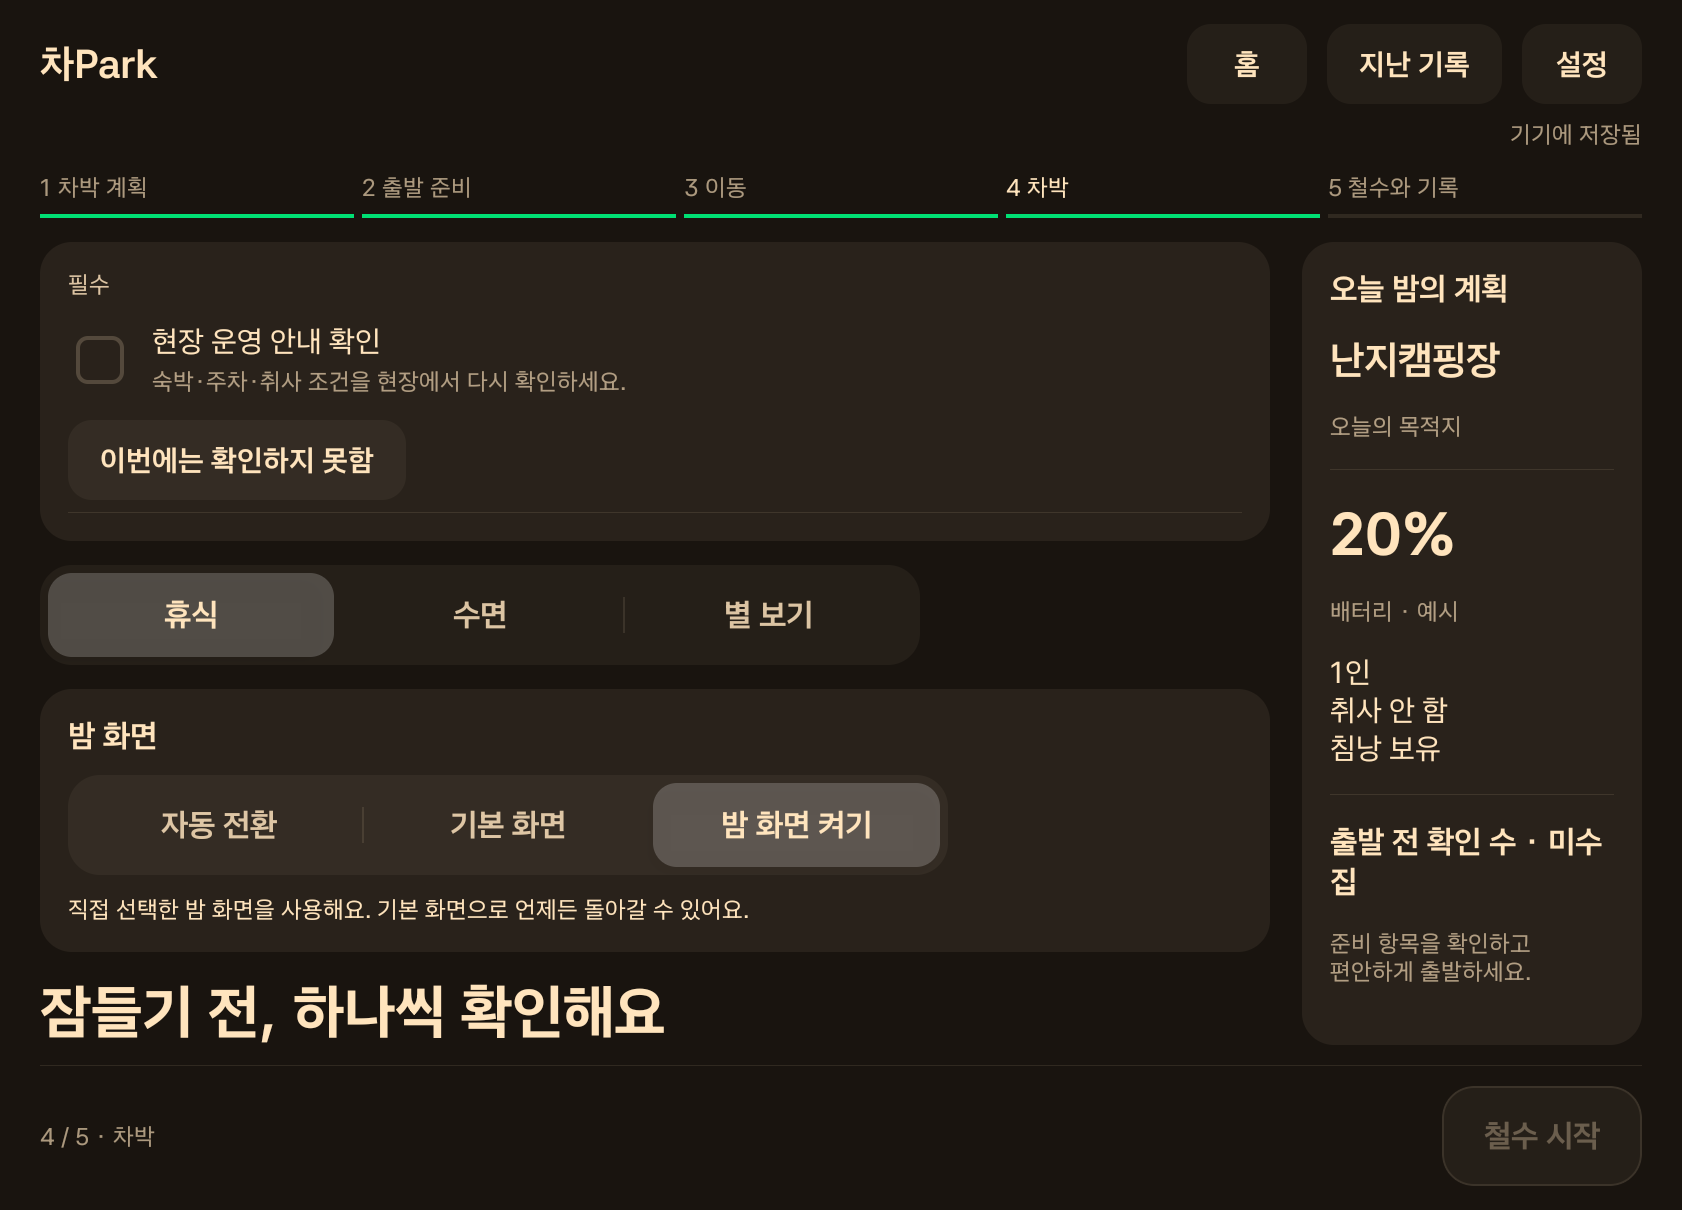 차Park
홈
지난 기록
설정
기기에 저장됨
1 차박 계획
2 출발 준비
3 이동
4 차박
5 철수와 기록
필수
현장 운영 안내 확인
숙박·주차·취사 조건을 현장에서 다시 확인하세요.
이번에는 확인하지 못함
휴식
수면
별 보기
밤 화면
자동 전환
기본 화면
밤 화면 켜기
직접 선택한 밤 화면을 사용해요. 기본 화면으로 언제든 돌아갈 수 있어요.
잠들기 전, 하나씩 확인해요
오늘 밤의 계획
난지캠핑장
오늘의 목적지
20%
배터리 · 예시
1인
취사 안 함
침낭 보유
출발 전 확인 수 · 미수
집
준비 항목을 확인하고
편안하게 출발하세요.
4 / 5 · 차박
철수 시작